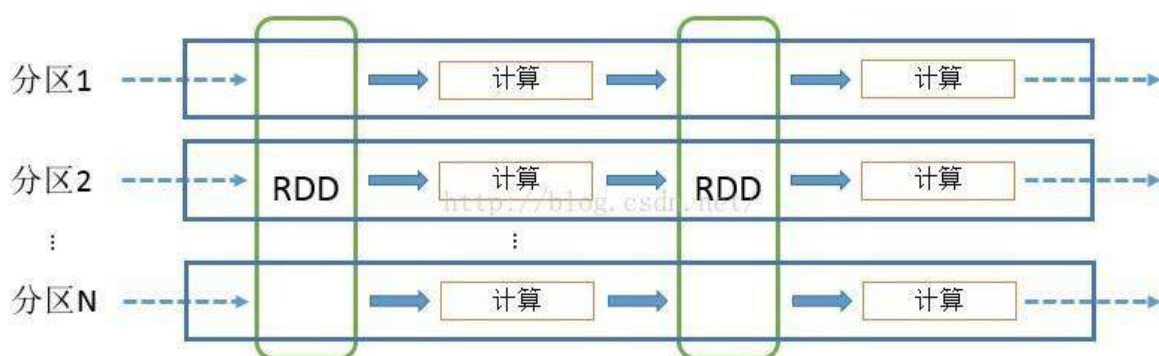 分区1 计算 计算
分区2 RDD 计算 RDD 计算
http://blog.csdn.net/
⋮ ⋮
分区N 计算 计算